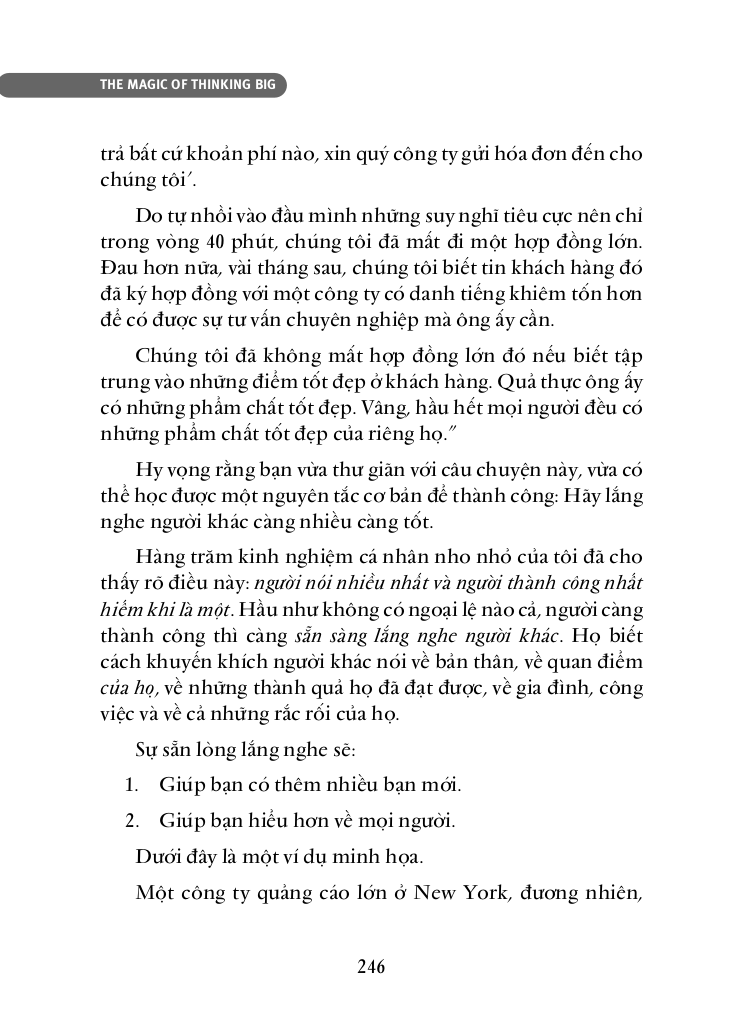 THE MAGIC OF THINKING BIG
trả bất cứ khoản phí nào, xin quý công ty gửi hóa đơn đến cho
chúng tôi’.
Do tự nhồi vào đầu mình những suy nghĩ tiêu cực nên chỉ
trong vòng 40 phút, chúng tôi đã mất đi một hợp đồng lớn.
Đau hơn nữa, vài tháng sau, chúng tôi biết tin khách hàng đó
đã ký hợp đồng với một công ty có danh tiếng khiêm tốn hơn
để có được sự tư vấn chuyên nghiệp mà ông ấy cần.
Chúng tôi đã không mất hợp đồng lớn đó nếu biết tập
trung vào những điểm tốt đẹp ở khách hàng. Quả thực ông ấy
có những phẩm chất tốt đẹp. Vâng, hầu hết mọi người đều có
những phẩm chất tốt đẹp của riêng họ.”
Hy vọng rằng bạn vừa thư giãn với câu chuyện này, vừa có
thể học được một nguyên tắc cơ bản để thành công: Hãy lắng
nghe người khác càng nhiều càng tốt.
Hàng trăm kinh nghiệm cá nhân nho nhỏ của tôi đã cho
thấy rõ điều này: người nói nhiều nhất và người thành công nhất
hiếm khi là một. Hầu như không có ngoại lệ nào cả, người càng
thành công thì càng sẵn sàng lắng nghe người khác. Họ biết
cách khuyến khích người khác nói về bản thân, về quan điểm
của họ, về những thành quả họ đã đạt được, về gia đình, công
việc và về cả những rắc rối của họ.
Sự sẵn lòng lắng nghe sẽ:
1. Giúp bạn có thêm nhiều bạn mới.
2. Giúp bạn hiểu hơn về mọi người.
Dưới đây là một ví dụ minh họa.
Một công ty quảng cáo lớn ở New York, đương nhiên,
246